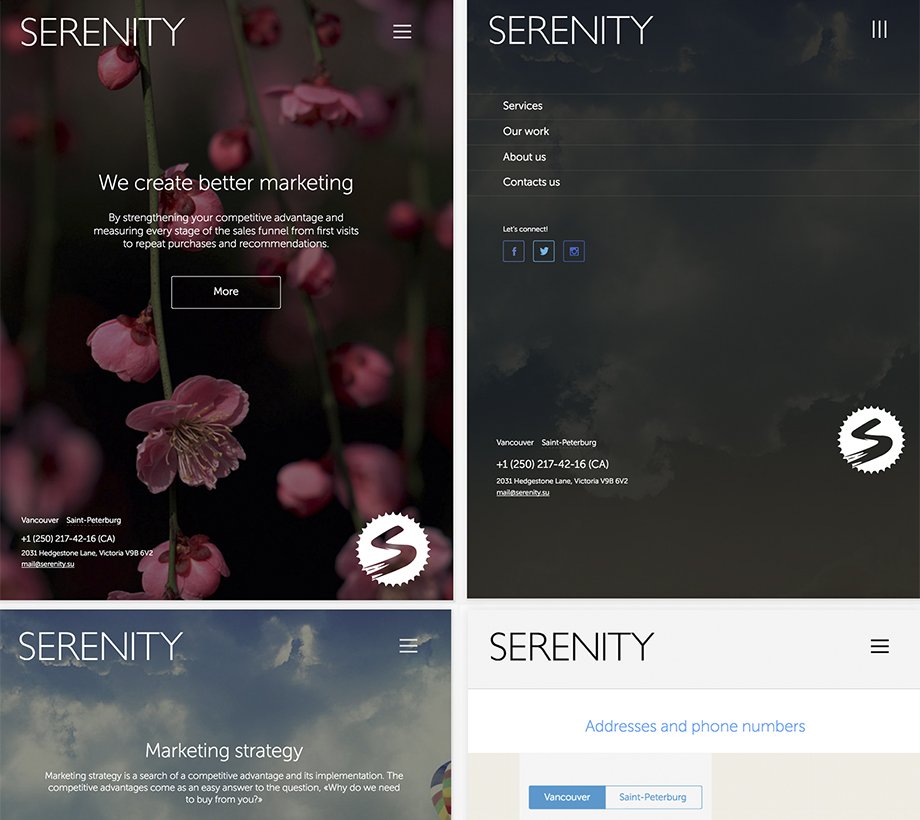 SERENITY
We create better marketing
By strengthening your competitive advantage and
measuring every stage of the sales funnel from first visits
to repeat purchases and recommendations.
More
Vancouver Saint-Peterburg
+1 (250) 217-42-16 (CA)
2031 Hedgestone Lane, Victoria V9B 6V2
mail@serenity.su
S
SERENITY
Services
Our work
About us
Contacts us
Let's connect!
f
Vancouver Saint-Peterburg
+1 (250) 217-42-16 (CA)
2031 Hedgestone Lane, Victoria V9B 6V2
mail@serenity.su
S
SERENITY
Marketing strategy
Marketing strategy is a search of a competitive advantage and its implementation. The
competitive advantages come as an easy answer to the question, «Why do we need
to buy from you?»
SERENITY
Addresses and phone numbers
Vancouver Saint-Peterburg